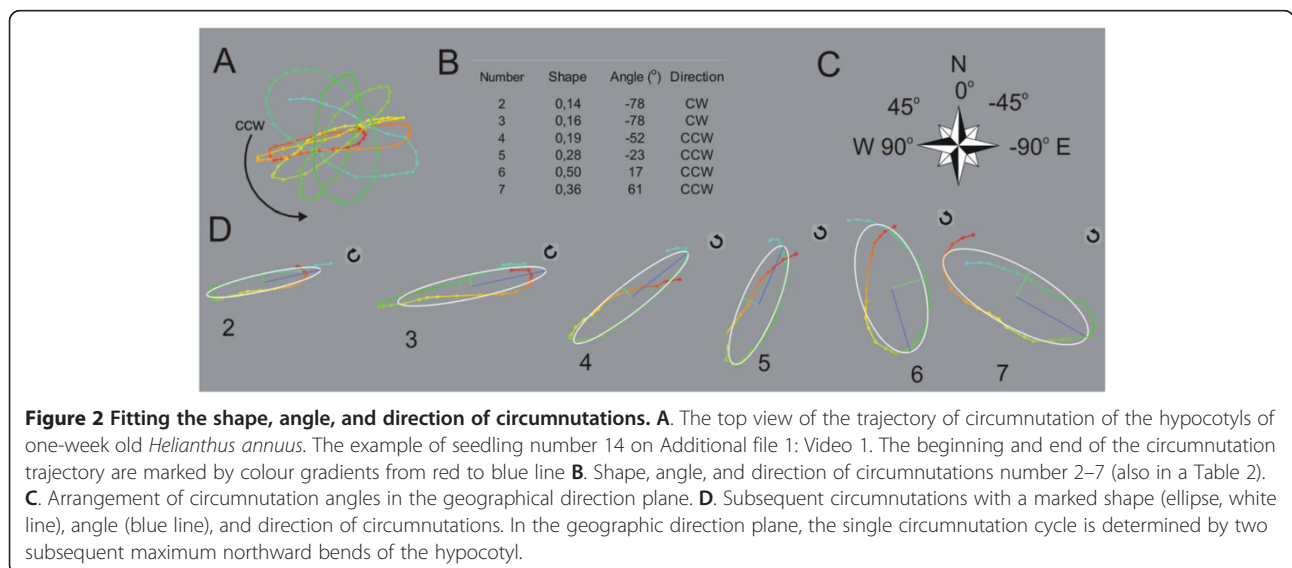 A
CCW
B
Number Shape Angle (°) Direction
2 0,14 -78 CW
3 0,16 -78 CW
4 0,19 -52 CCW
5 0,28 -23 CCW
6 0,50 17 CCW
7 0,36 61 CCW
C
N
0°
45° -45°
W 90° -90° E
D
2
3
4
5
6
7
Figure 2 Fitting the shape, angle, and direction of circumnutations. A. The top view of the trajectory of circumnutation of the hypocotyls of
one-week old Helianthus annuus. The example of seedling number 14 on Additional file 1: Video 1. The beginning and end of the circumnutation
trajectory are marked by colour gradients from red to blue line B. Shape, angle, and direction of circumnutations number 2–7 (also in a Table 2).
C. Arrangement of circumnutation angles in the geographical direction plane. D. Subsequent circumnutations with a marked shape (ellipse, white
line), angle (blue line), and direction of circumnutations. In the geographic direction plane, the single circumnutation cycle is determined by two
subsequent maximum northward bends of the hypocotyl.